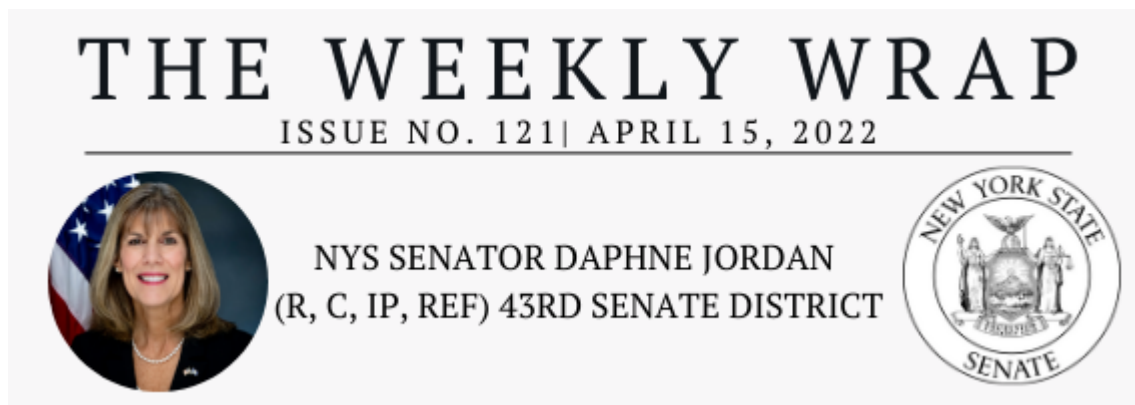 THE WEEKLY WRAP
ISSUE NO. 121| APRIL 15, 2022
NYS SENATOR DAPHNE JORDAN
(R, C, IP, REF) 43RD SENATE DISTRICT
NEW YORK STATE
SENATE